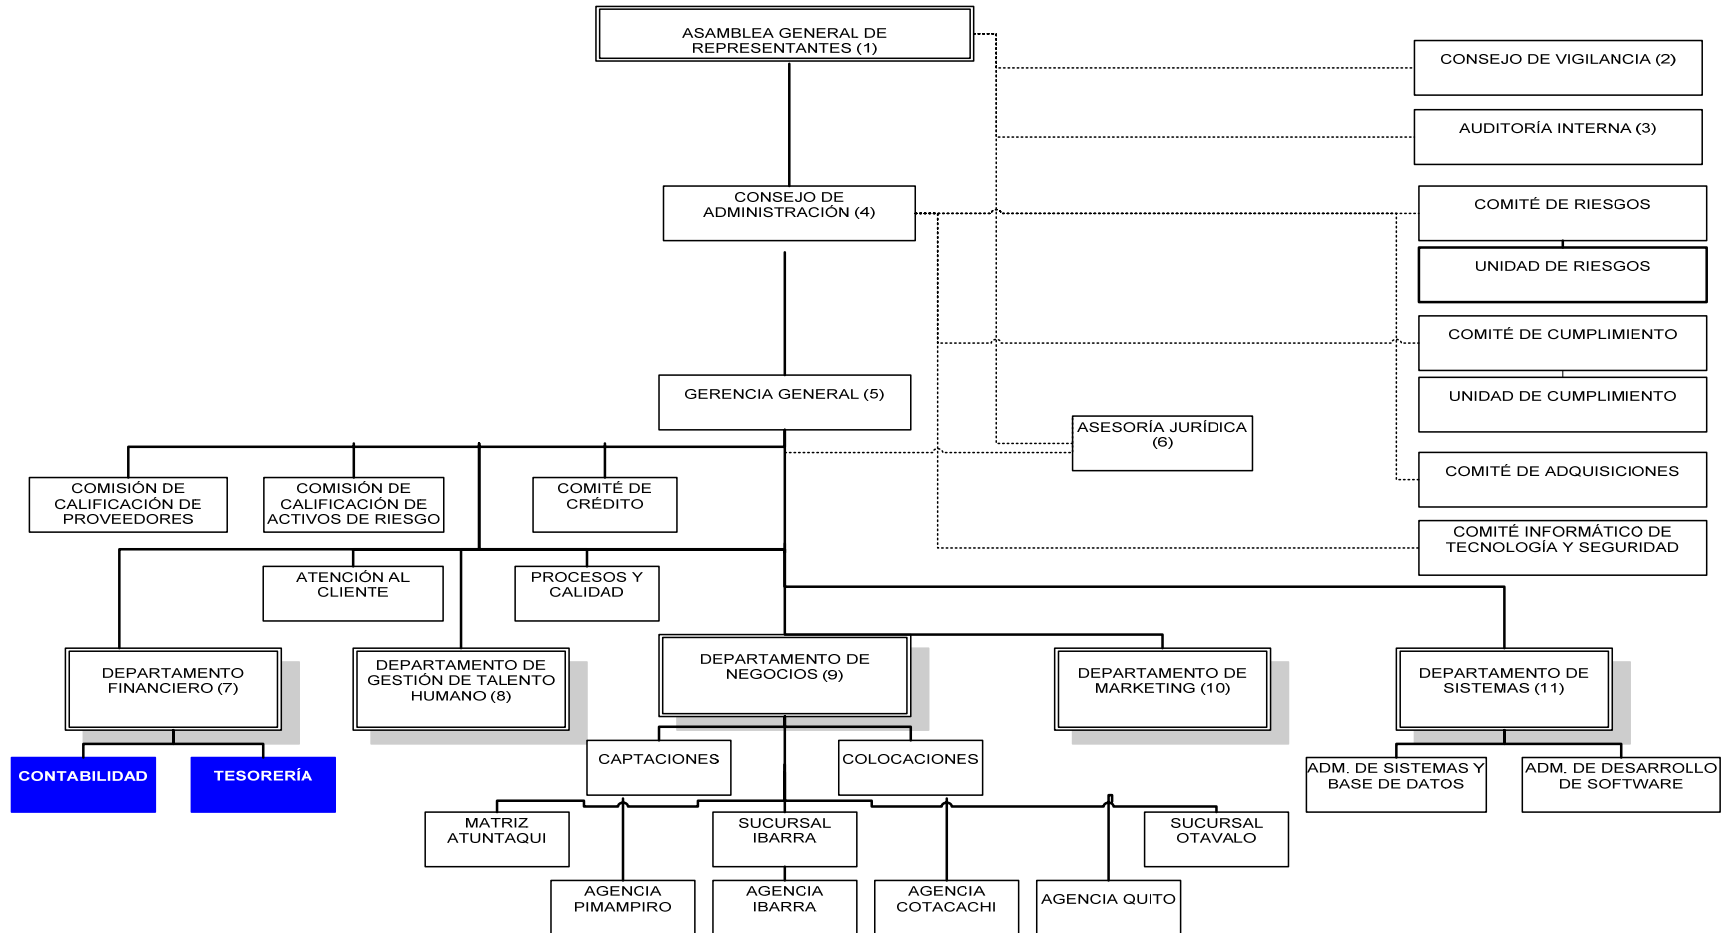 ASAMBLEA GENERAL DE
REPRESENTANTES (1)
CONSEJO DE VIGILANCIA (2)
AUDITORÍA INTERNA (3)
CONSEJO DE
ADMINISTRACIÓN (4)
COMITÉ DE RIESGOS
UNIDAD DE RIESGOS
COMITÉ DE CUMPLIMIENTO
UNIDAD DE CUMPLIMIENTO
GERENCIA GENERAL (5)
ASESORÍA JURÍDICA
(6)
COMITÉ DE ADQUISICIONES
COMITÉ INFORMÁTICO DE
TECNOLOGÍA Y SEGURIDAD
COMISIÓN DE
CALIFICACIÓN DE
PROVEEDORES
COMISIÓN DE
CALIFICACIÓN DE
ACTIVOS DE RIESGO
COMITÉ DE
CRÉDITO
ATENCIÓN AL
CLIENTE
PROCESOS Y
CALIDAD
DEPARTAMENTO
FINANCIERO (7)
DEPARTAMENTO DE
GESTIÓN DE TALENTO
HUMANO (8)
DEPARTAMENTO DE
NEGOCIOS (9)
DEPARTAMENTO DE
MARKETING (10)
DEPARTAMENTO DE
SISTEMAS (11)
CONTABILIDAD
TESORERÍA
CAPTACIONES
COLOCACIONES
ADM. DE SISTEMAS Y
BASE DE DATOS
ADM. DE DESARROLLO
DE SOFTWARE
MATRIZ
ATUNTAQUI
SUCURSAL
IBARRA
SUCURSAL
OTAVALO
AGENCIA
PIMAMPIRO
AGENCIA
IBARRA
AGENCIA
COTACACHI
AGENCIA QUITO